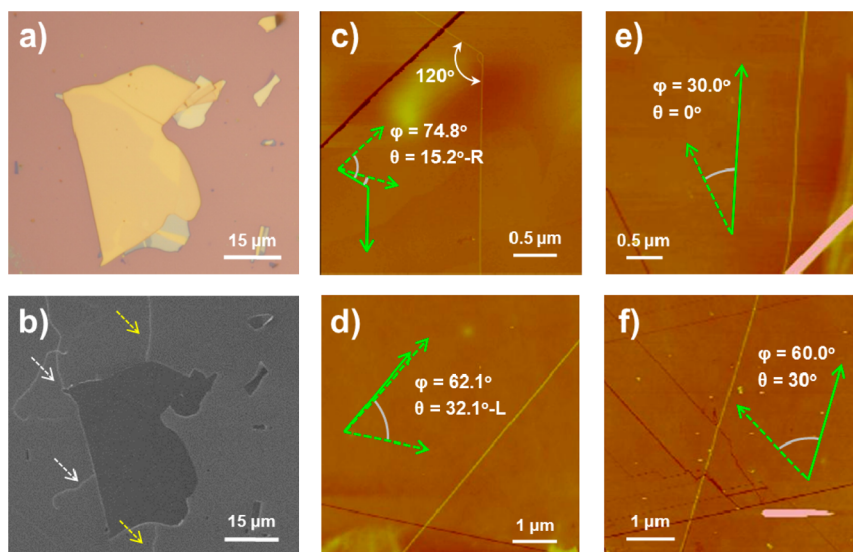 a)
15 µm
b)
15 µm
c)
120°
φ = 74.8°
θ = 15.2°-R
0.5 µm
d)
φ = 62.1°
θ = 32.1°-L
1 µm
e)
φ = 30.0°
θ = 0°
0.5 µm
f)
φ = 60.0°
θ = 30°
1 µm